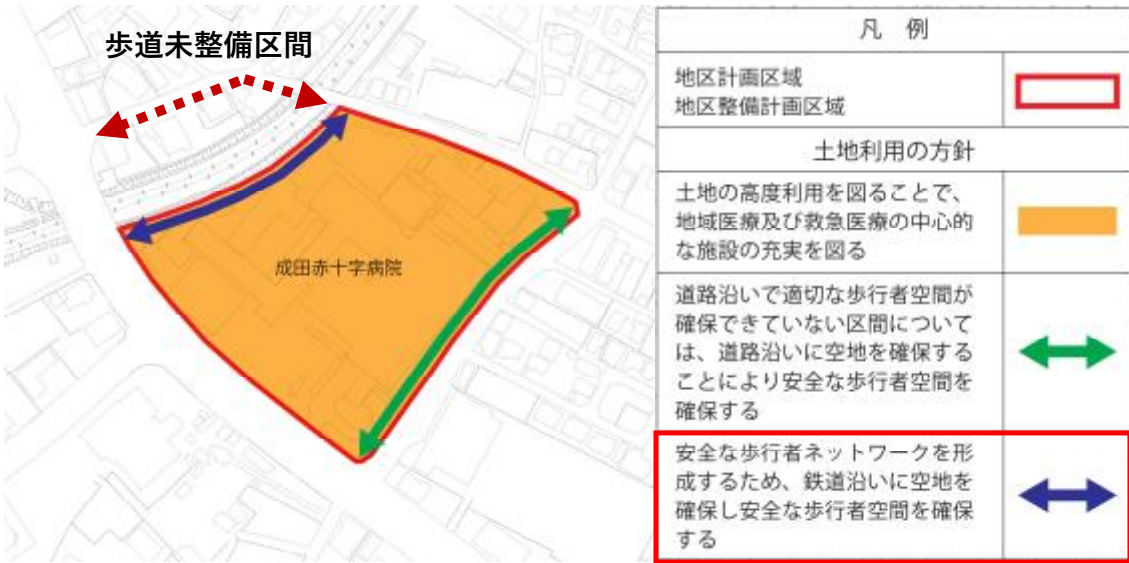 歩道未整備区間
成田赤十字病院
凡 例
地区計画区域
地区整備計画区域
土地利用の方針
土地の高度利用を図ることで、
地域医療及び救急医療の中心的
な施設の充実を図る
道路沿いで適切な歩行者空間が
確保できていない区間について
は、道路沿いに空地を確保する
ことにより安全な歩行者空間を
確保する
安全な歩行者ネットワークを形
成するため、鉄道沿いに空地を
確保し安全な歩行者空間を確保
する